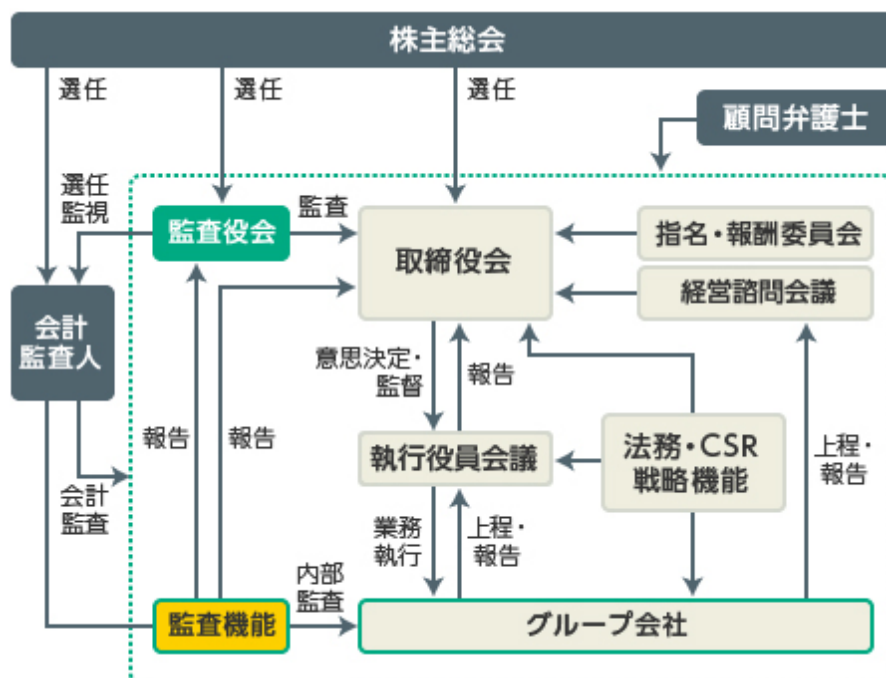 株主総会
選任
選任
選任
顧問弁護士
選任
監視
監査役会
監査
取締役会
指名・報酬委員会
経営諮問会議
会計
監査人
意思決定・
監督
報告
報告
報告
執行役員会議
法務・CSR
戦略機能
上程・
報告
会計
監査
業務
執行
上程・
報告
内部
監査
監査機能
グループ会社